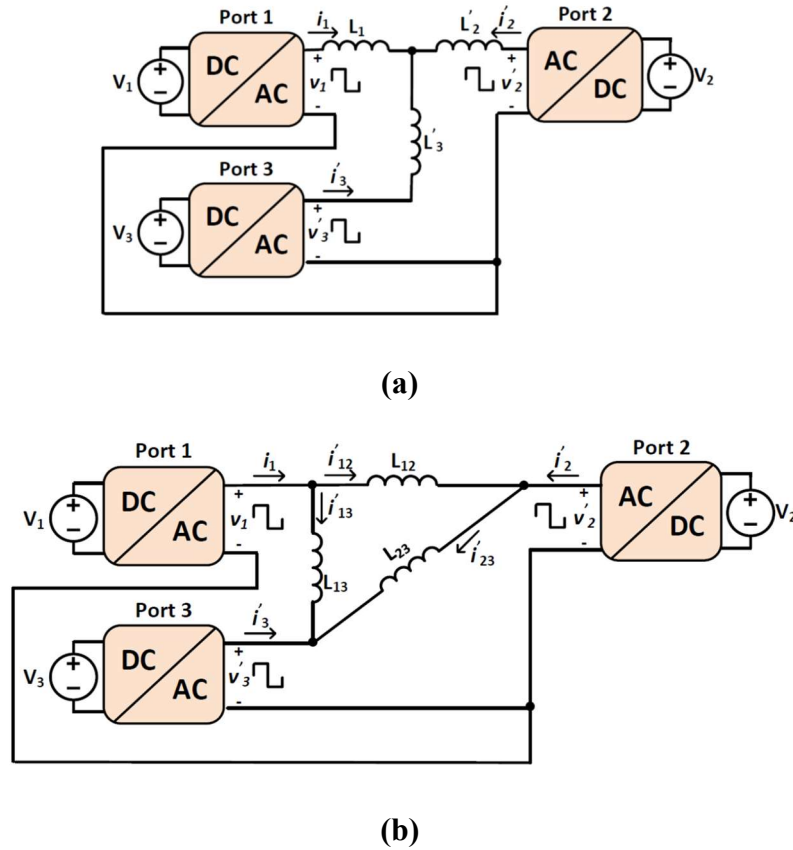 Port 1
i₁
L₁
L'₂
i'₂
Port 2
DC
AC
V₁
+
−
+
v₁
-
+
v'₂
-
AC
DC
V₂
+
−
L'₃
Port 3
i'₃
DC
AC
V₃
+
−
+
v'₃
-
(a)
Port 1
i₁
i'₁₂
L₁₂
i'₂
Port 2
DC
AC
V₁
+
−
+
v₁
-
i'₁₃
L₁₃
L₂₃
i'₂₃
+
v'₂
-
AC
DC
V₂
+
−
Port 3
i'₃
DC
AC
V₃
+
−
+
v'₃
-
(b)